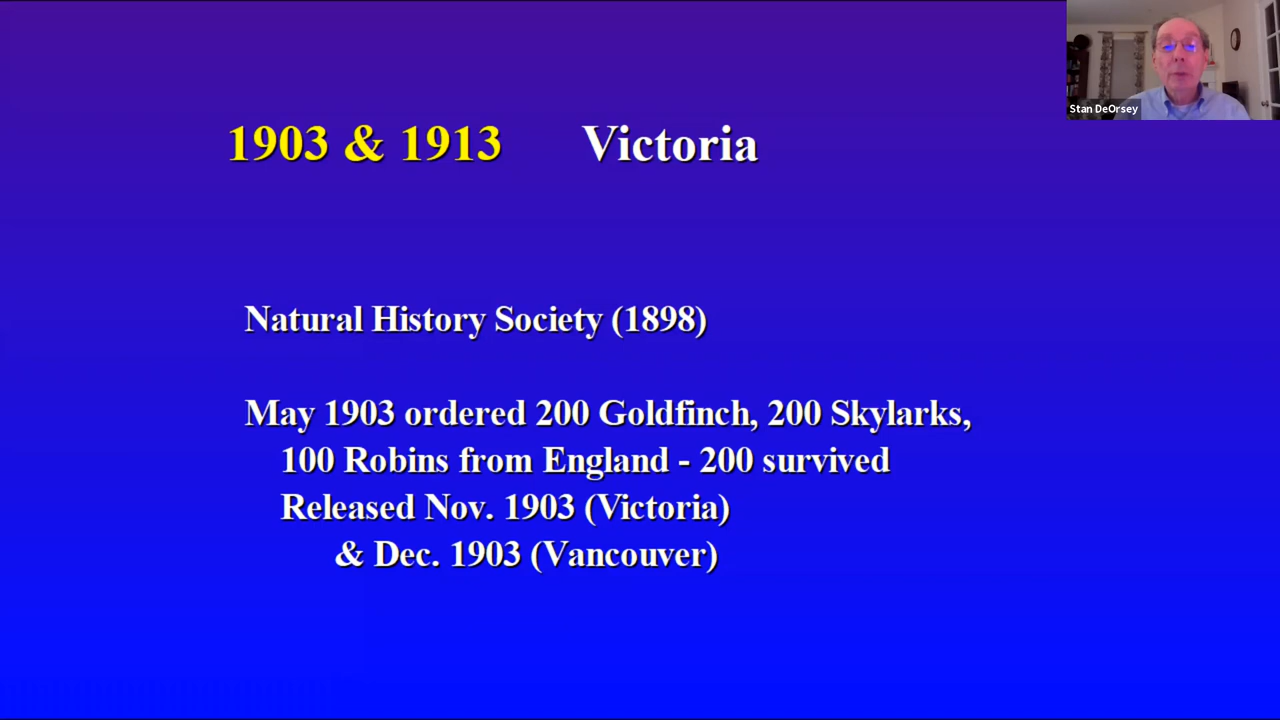 Stan DeOrsey
1903 & 1913 Victoria
Natural History Society (1898)
May 1903 ordered 200 Goldfinch, 200 Skylarks,
100 Robins from England - 200 survived
Released Nov. 1903 (Victoria)
& Dec. 1903 (Vancouver)